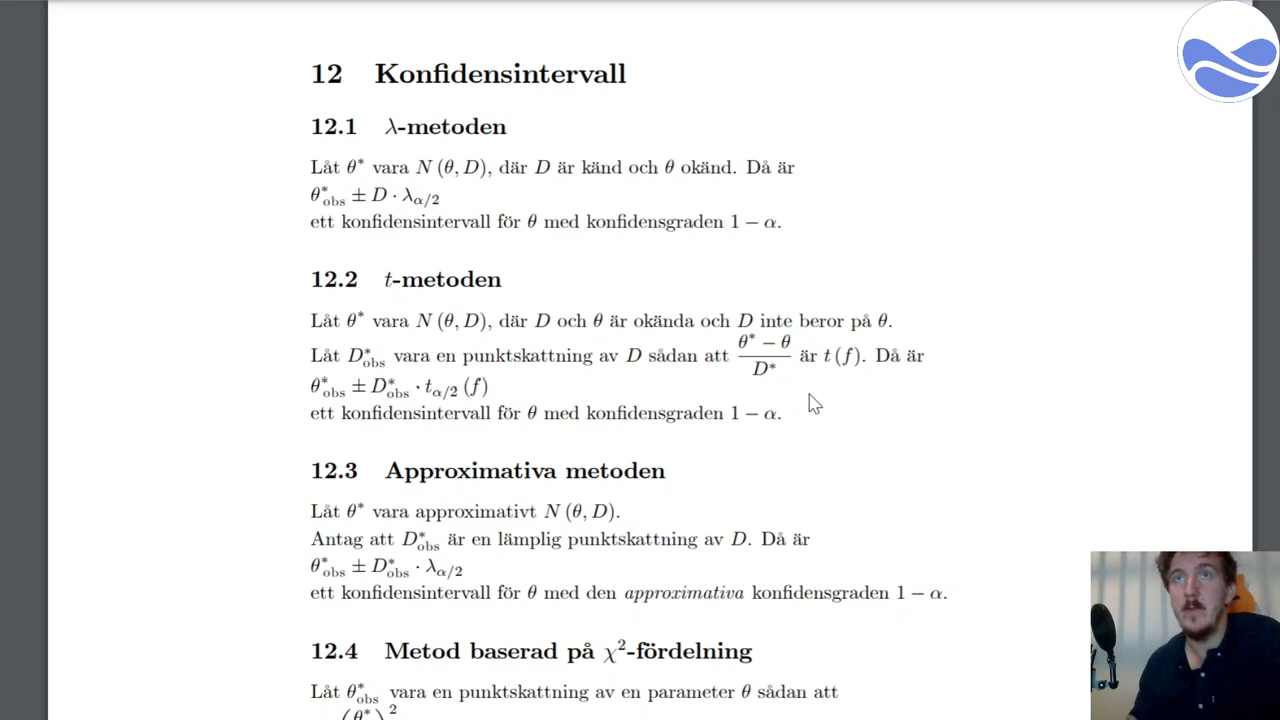 12 Konfidensintervall
12.1 λ-metoden
Låt θ* vara N (θ, D), där D är känd och θ okänd. Då är
θ*obs ± D · λα/2
ett konfidensintervall för θ med konfidensgraden 1 − α.
12.2 t-metoden
Låt θ* vara N (θ, D), där D och θ är okända och D inte beror på θ.
Låt D*obs vara en punktskattning av D sådan att (θ* − θ)/D* är t (f). Då är
θ*obs ± D*obs · tα/2 (f)
ett konfidensintervall för θ med konfidensgraden 1 − α.
12.3 Approximativa metoden
Låt θ* vara approximativt N (θ, D).
Antag att D*obs är en lämplig punktskattning av D. Då är
θ*obs ± D*obs · λα/2
ett konfidensintervall för θ med den approximativa konfidensgraden 1 − α.
12.4 Metod baserad på χ²-fördelning
Låt θ*obs vara en punktskattning av en parameter θ sådan att